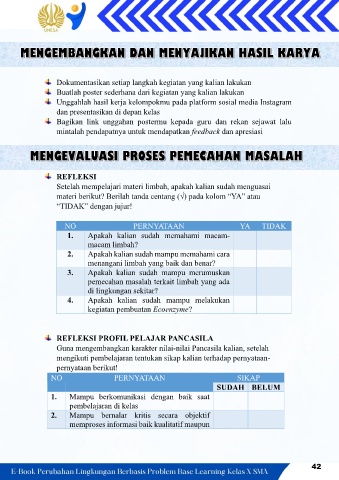 UNNES
MENGEMBANGKAN DAN MENYAJIKAN HASIL KARYA
Dokumentasikan setiap langkah kegiatan yang kalian lakukan
Buatlah poster sederhana dari kegiatan yang kalian lakukan
Unggahlah hasil kerja kelompokmu pada platform sosial media Instagram
dan presentasikan di depan kelas
Bagikan link unggahan postermu kepada guru dan rekan sejawat lalu
mintalah pendapatnya untuk mendapatkan feedback dan apresiasi
MENGEVALUASI PROSES PEMECAHAN MASALAH
REFLEKSI
Setelah mempelajari materi limbah, apakah kalian sudah menguasai
materi berikut? Berilah tanda centang (√) pada kolom “YA” atau
“TIDAK” dengan jujur!
NO PERNYATAAN YA TIDAK
1. Apakah kalian sudah memahami macam-
macam limbah?
2. Apakah kalian sudah mampu memahami cara
menangani limbah yang baik dan benar?
3. Apakah kalian sudah mampu merumuskan
pemecahan masalah terkait limbah yang ada
di lingkungan sekitar?
4. Apakah kalian sudah mampu melakukan
kegiatan pembuatan Ecoenzyme?
REFLEKSI PROFIL PELAJAR PANCASILA
Guna mengembangkan karakter nilai-nilai Pancasila kalian, setelah
mengikuti pembelajaran tentukan sikap kalian terhadap pernyataan-
pernyataan berikut!
NO PERNYATAAN SIKAP
SUDAH BELUM
1. Mampu berkomunikasi dengan baik saat
pembelajaran di kelas
2. Mampu bernalar kritis secara objektif
memproses informasi baik kualitatif maupun
E-Book Perubahan Lingkungan Berbasis Problem Base Learning Kelas X SMA
42